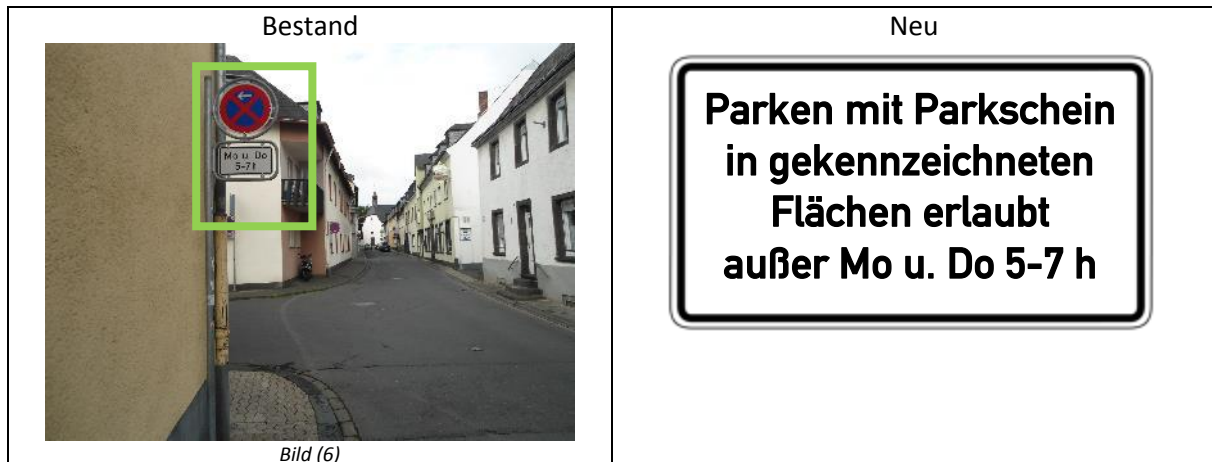 Bestand
Neu
Mo u. Do
5-7 h
Parken mit Parkschein
in gekennzeichneten
Flächen erlaubt
außer Mo u. Do 5-7 h
Bild (6)